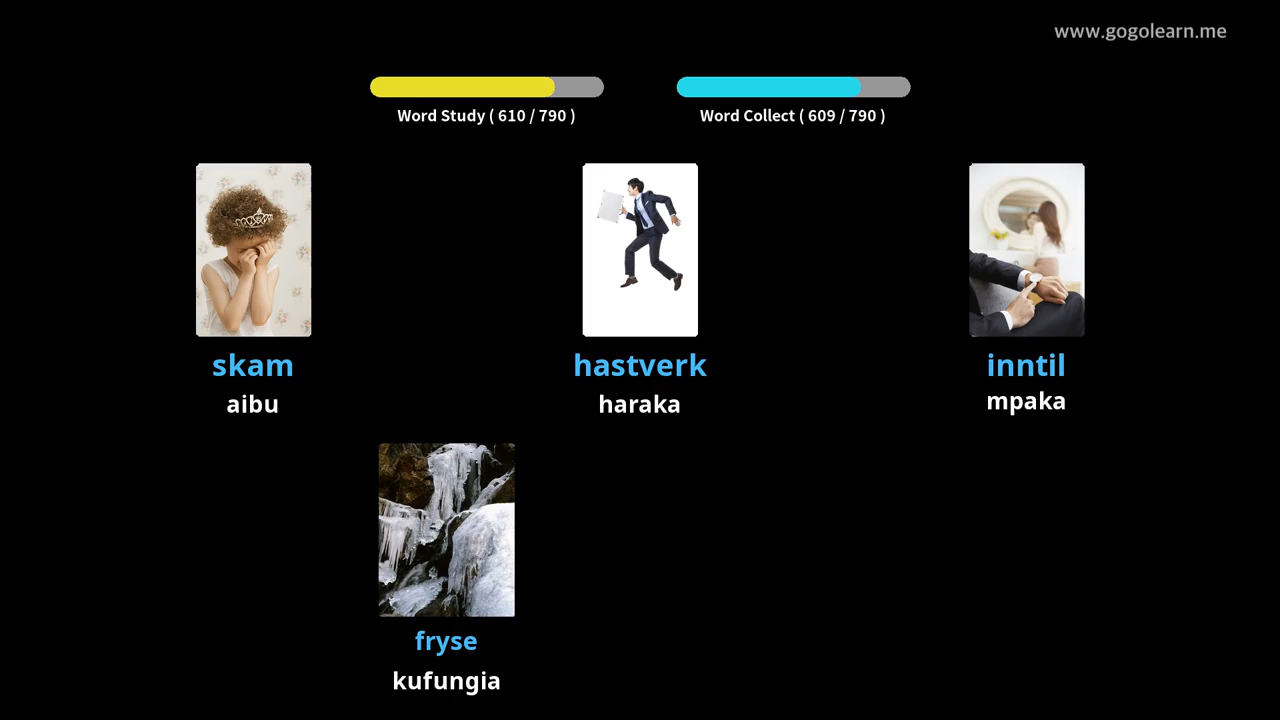 www.gogolearn.me
Word Study ( 610 / 790 )
Word Collect ( 609 / 790 )
skam
aibu
hastverk
haraka
inntil
mpaka
fryse
kufungia